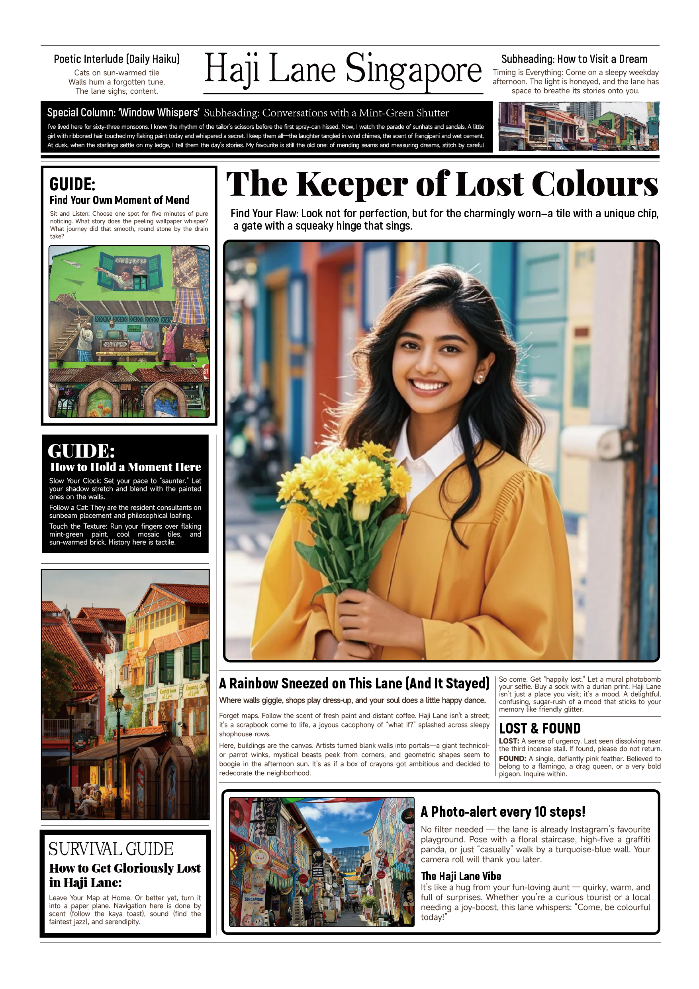 Poetic Interlude (Daily Haiku)
Cats on sun-warmed tile
Walls hum a forgotten tune.
The lane sighs, content.
Haji Lane Singapore
Subheading: How to Visit a Dream
Timing is Everything: Come on a sleepy weekday
afternoon. The light is honeyed, and the lane has
space to breathe its stories onto you.
Special Column: ‘Window Whispers’ Subheading: Conversations with a Mint-Green Shutter
I've lived here for sixty-three monsoons. I knew the rhythm of the tailor's scissors before the first spray-can hissed. Now, I watch the parade of sunhats and sandals. A little
girl with ribboned hair touched my flaking paint today and whispered a secret. I keep them all—the laughter tangled in wind chimes, the scent of frangipani and wet cement.
At dusk, when the starlings settle on my ledge, I tell them the day's stories. My favourite is still the old one: of mending seams and measuring dreams, stitch by careful
GUIDE:
Find Your Own Moment of Mend
Sit and Listen: Choose one spot for five minutes of pure
noticing. What story does the peeling wallpaper whisper?
What journey did that smooth, round stone by the drain
take?
The Keeper of Lost Colours
Find Your Flaw: Look not for perfection, but for the charmingly worn—a tile with a unique chip,
a gate with a squeaky hinge that sings.
GUIDE:
How to Hold a Moment Here
Slow Your Clock: Set your pace to "saunter." Let
your shadow stretch and blend with the painted
ones on the walls.
Follow a Cat: They are the resident consultants on
sunbeam placement and philosophical loafing.
Touch the Texture: Run your fingers over flaking
mint-green paint, cool mosaic tiles, and
sun-warmed brick. History here is tactile.
SURVIVAL GUIDE
How to Get Gloriously Lost
in Haji Lane:
Leave Your Map at Home. Or better yet, turn it
into a paper plane. Navigation here is done by
scent (follow the kaya toast), sound (find the
faintest jazz), and serendipity.
A Rainbow Sneezed on This Lane (And It Stayed)
Where walls giggle, shops play dress-up, and your soul does a little happy dance.
Forget maps. Follow the scent of fresh paint and distant coffee. Haji Lane isn't a street;
it's a scrapbook come to life, a joyous cacophony of "what if?" splashed across sleepy
shophouse rows.
Here, buildings are the canvas. Artists turned blank walls into portals—a giant technicol-
or parrot winks, mystical beasts peek from corners, and geometric shapes seem to
boogie in the afternoon sun. It's as if a box of crayons got ambitious and decided to
redecorate the neighborhood.
So come. Get "happily lost." Let a mural photobomb
your selfie. Buy a sock with a durian print. Haji Lane
isn't just a place you visit; it's a mood. A delightful,
confusing, sugar-rush of a mood that sticks to your
memory like friendly glitter.
LOST & FOUND
LOST: A sense of urgency. Last seen dissolving near
the third incense stall. If found, please do not return.
FOUND: A single, defiantly pink feather. Believed to
belong to a flamingo, a drag queen, or a very bold
pigeon. Inquire within.
A Photo-alert every 10 steps!
No filter needed — the lane is already Instagram's favourite
playground. Pose with a floral staircase, high-five a graffiti
panda, or just "casually" walk by a turquoise-blue wall. Your
camera roll will thank you later.
The Haji Lane Vibe
It's like a hug from your fun-loving aunt — quirky, warm, and
full of surprises. Whether you're a curious tourist or a local
needing a joy-boost, this lane whispers: "Come, be colourful
today!"